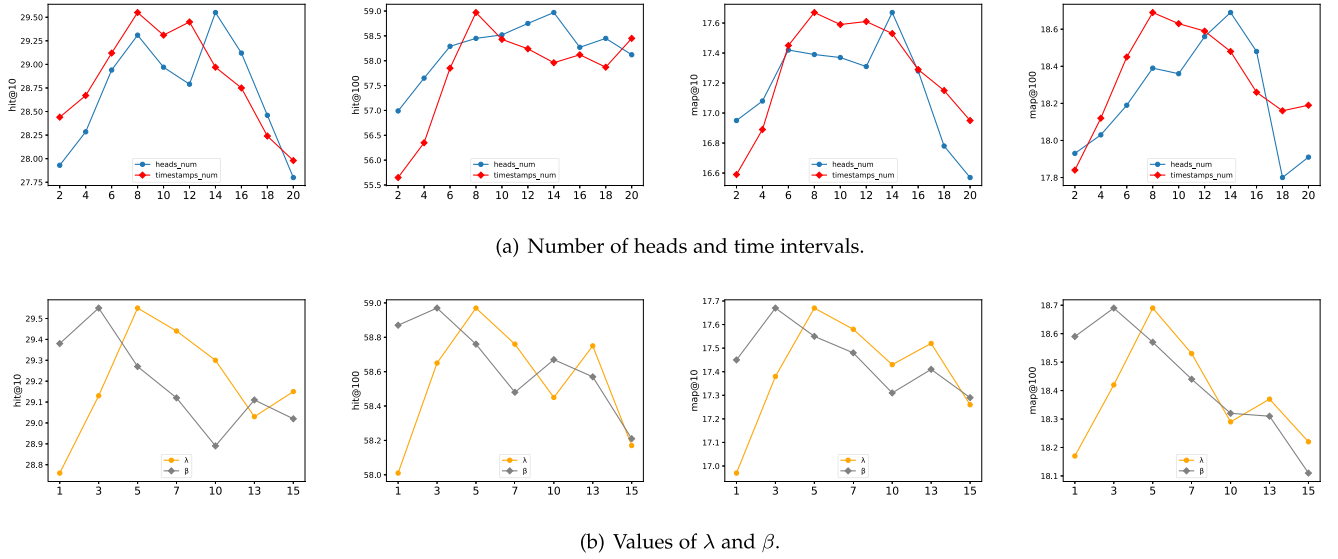 hit@10
29.50
29.25
29.00
28.75
28.50
28.25
28.00
27.75
heads_num
timestamps_num
2 4 6 8 10 12 14 16 18 20
hit@100
59.0
58.5
58.0
57.5
57.0
56.5
56.0
55.5
heads_num
timestamps_num
2 4 6 8 10 12 14 16 18 20
map@10
17.6
17.4
17.2
17.0
16.8
16.6
heads_num
timestamps_num
2 4 6 8 10 12 14 16 18 20
map@100
18.6
18.4
18.2
18.0
17.8
heads_num
timestamps_num
2 4 6 8 10 12 14 16 18 20
(a) Number of heads and time intervals.
hit@10
29.5
29.4
29.3
29.2
29.1
29.0
28.9
28.8
λ
β
1 3 5 7 10 13 15
hit@100
59.0
58.8
58.6
58.4
58.2
58.0
λ
β
1 3 5 7 10 13 15
map@10
17.7
17.6
17.5
17.4
17.3
17.2
17.1
17.0
λ
β
1 3 5 7 10 13 15
map@100
18.7
18.6
18.5
18.4
18.3
18.2
18.1
λ
β
1 3 5 7 10 13 15
(b) Values of λ and β.